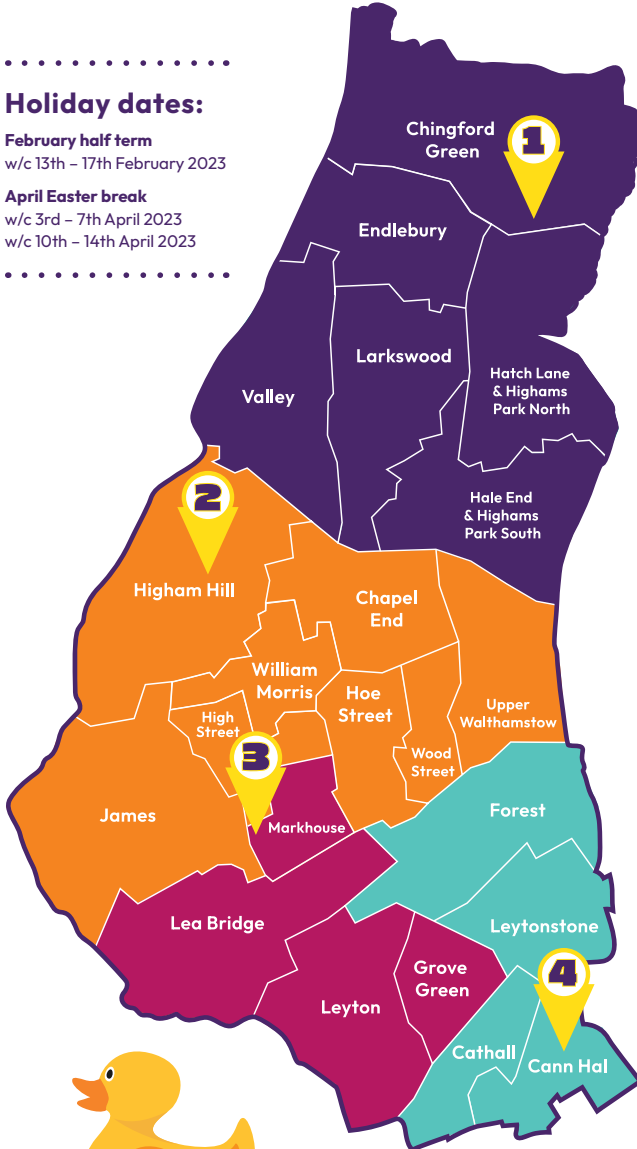 Holiday dates:
February half term
w/c 13th – 17th February 2023
April Easter break
w/c 3rd – 7th April 2023
w/c 10th – 14th April 2023
Chingford
Green
1
Endlebury
Larkswood
Hatch Lane
& Highams
Park North
Valley
Hale End
& Highams
Park South
2
Higham Hill
Chapel
End
William
Morris
Hoe
Street
High
Street
Upper
Walthamstow
Wood
Street
3
James
Markhouse
Forest
Lea Bridge
Leytonstone
Grove
Green
4
Leyton
Cathall
Cann Hal